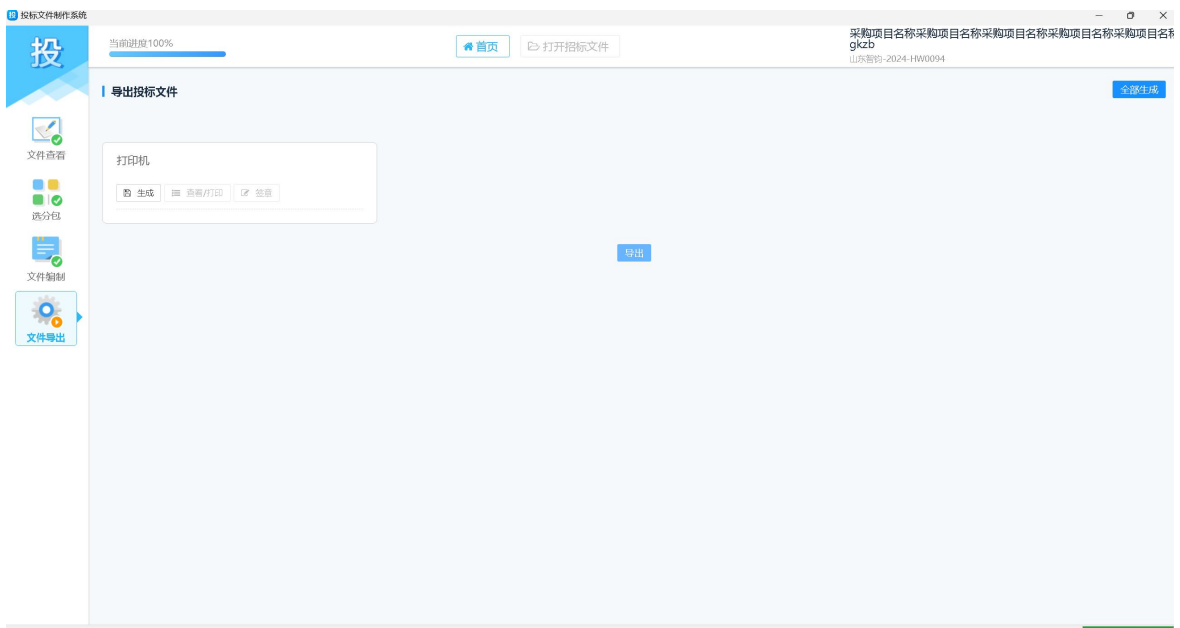 投标文件制作系统
投
当前进度100%
首页
打开招标文件
采购项目名称采购项目名称采购项目名称采购项目名称采购项目名称
gkzb
山东智钧-2024-HW0094
导出投标文件
全部生成
文件查看
选分包
文件编制
文件导出
打印机
生成
查看/打印
签章
导出